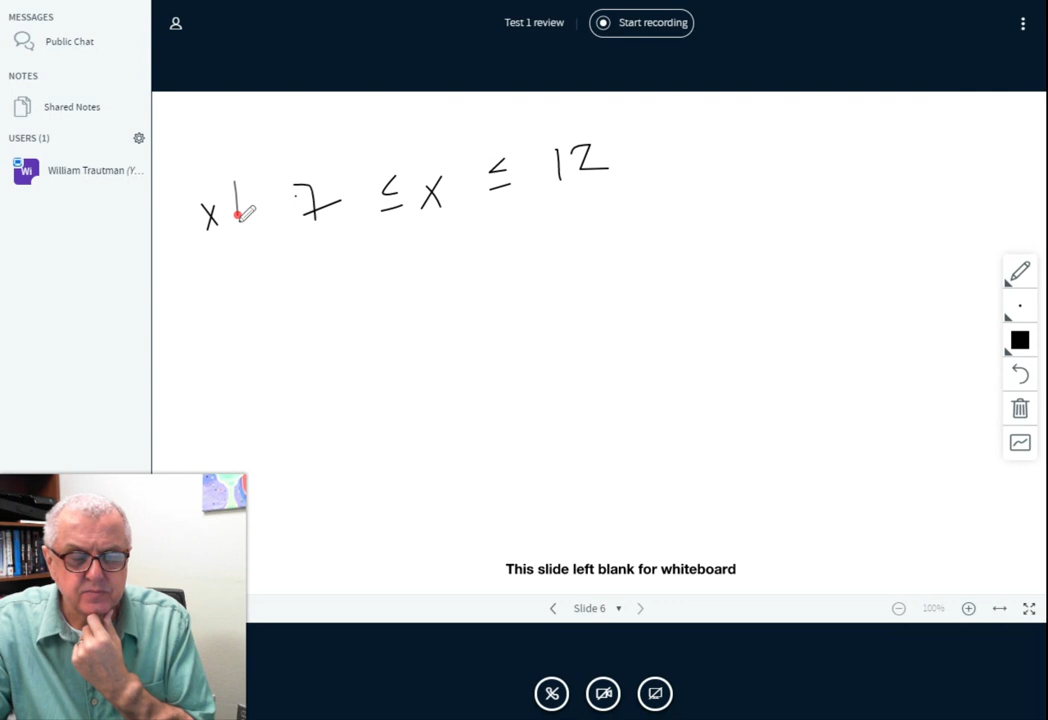 MESSAGES
Public Chat
NOTES
Shared Notes
USERS (1)
Wi William Trautman (Y...
Test 1 review
Start recording
x | 7 ≤ x ≤ 12
This slide left blank for whiteboard
Slide 6
100%